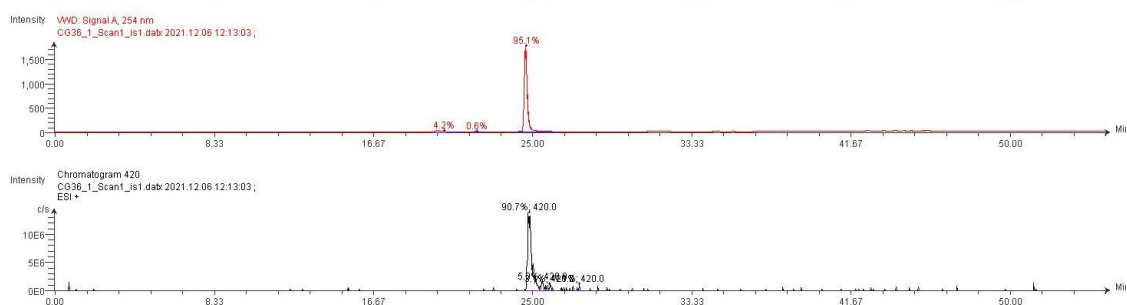 Intensity
VWD: Signal A, 254 nm
CG36_1_Scan1_is1.datx 2021.12.06 12:13:03 ;
95.1%
1,500
1,000
500
4.2% 0.6%
0
0.00 8.33 16.67 25.00 33.33 41.67 50.00 Min
Intensity
Chromatogram 420
CG36_1_Scan1_is1.datx 2021.12.06 12:13:03 ;
ESI +
c/s
90.7%; 420.0
10E6
5E6
420.0
0E0
0.00 8.33 16.67 25.00 33.33 41.67 50.00 Min